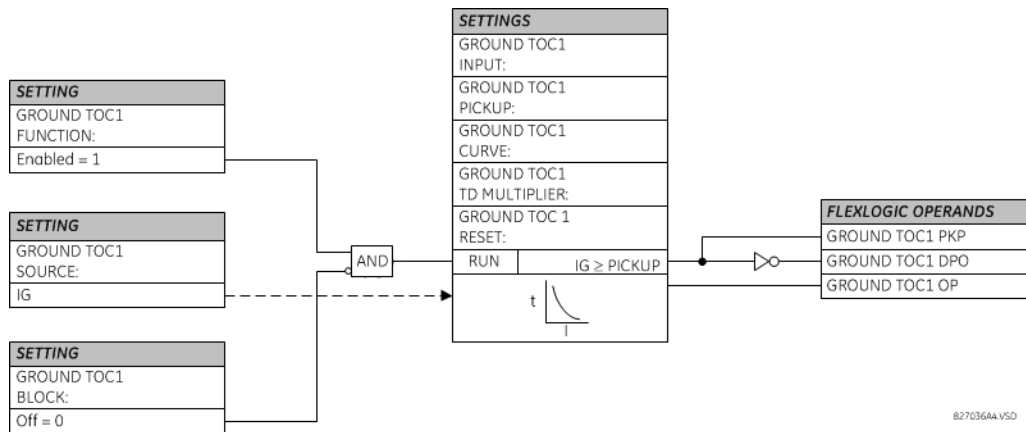 SETTING
GROUND TOC1
FUNCTION:
Enabled = 1
SETTING
GROUND TOC1
SOURCE:
IG
SETTING
GROUND TOC1
BLOCK:
Off = 0
AND
SETTINGS
GROUND TOC1
INPUT:
GROUND TOC1
PICKUP:
GROUND TOC1
CURVE:
GROUND TOC1
TD MULTIPLIER:
GROUND TOC 1
RESET:
RUN
IG ≥ PICKUP
t
I
FLEXLOGIC OPERANDS
GROUND TOC1 PKP
GROUND TOC1 DPO
GROUND TOC1 OP
827036A4.VSD